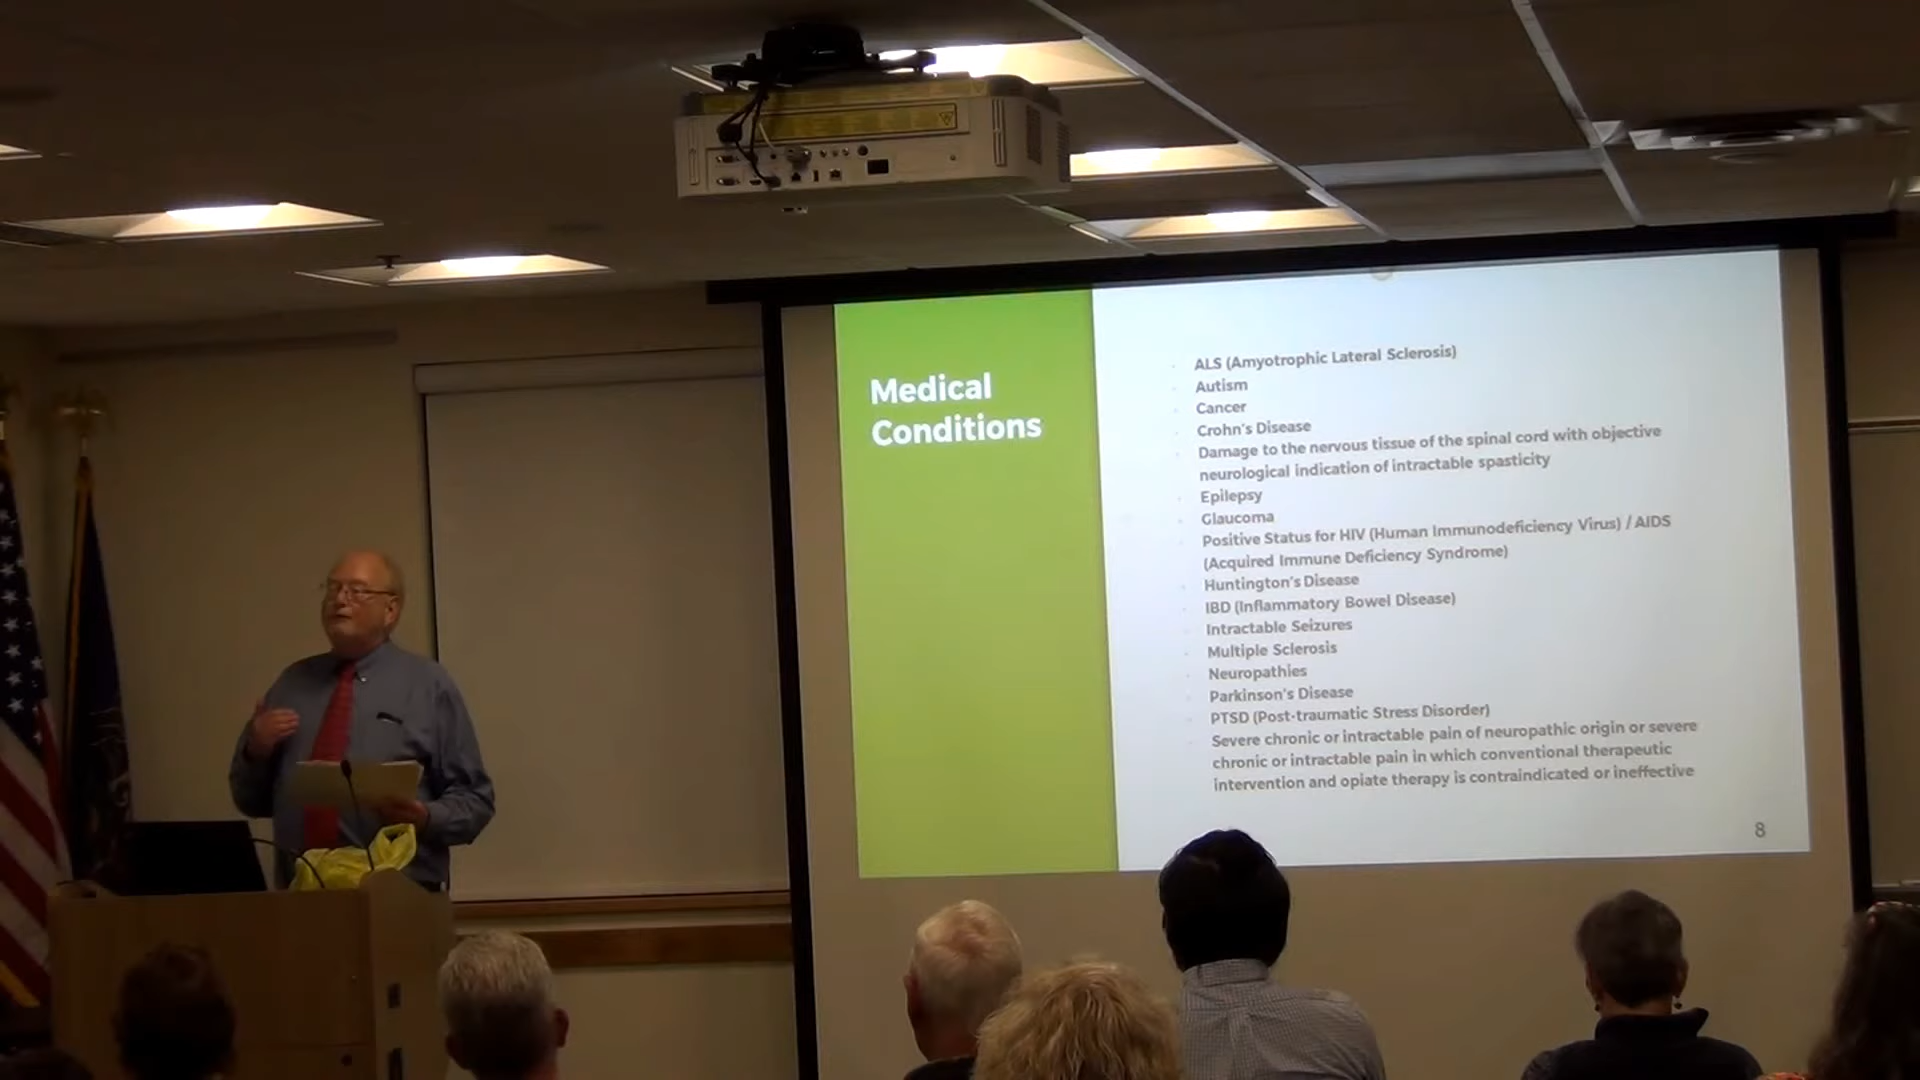 Medical
Conditions
ALS (Amyotrophic Lateral Sclerosis)
Autism
Cancer
Crohn's Disease
Damage to the nervous tissue of the spinal cord with objective
neurological indication of intractable spasticity
Epilepsy
Glaucoma
Positive Status for HIV (Human Immunodeficiency Virus) / AIDS
(Acquired Immune Deficiency Syndrome)
Huntington's Disease
IBD (Inflammatory Bowel Disease)
Intractable Seizures
Multiple Sclerosis
Neuropathies
Parkinson's Disease
PTSD (Post-traumatic Stress Disorder)
Severe chronic or intractable pain of neuropathic origin or severe
chronic or intractable pain in which conventional therapeutic
intervention and opiate therapy is contraindicated or ineffective
8